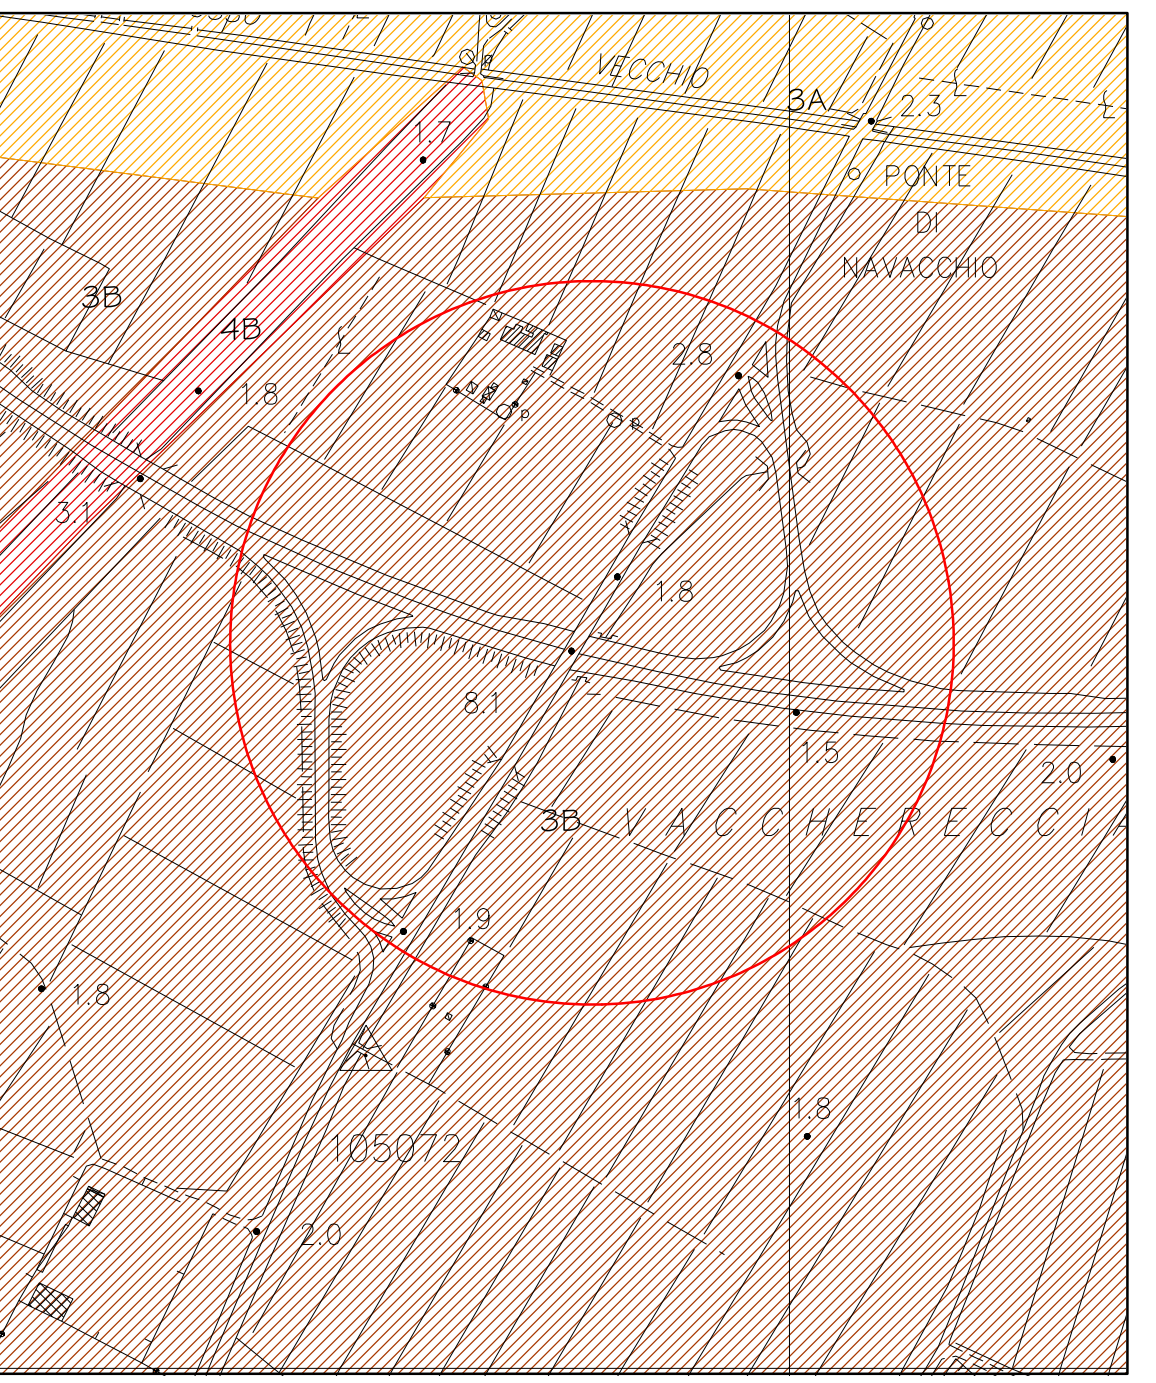 VECCHIO
3A
2.3
1.7
PONTE
DI
NAVACCHIO
3B
4B
2.8
1.8
p
p
3.1
1.8
8.1
1.5
2.0
3B
VACCHERECCIA
1.9
1.8
1.8
105072
2.0